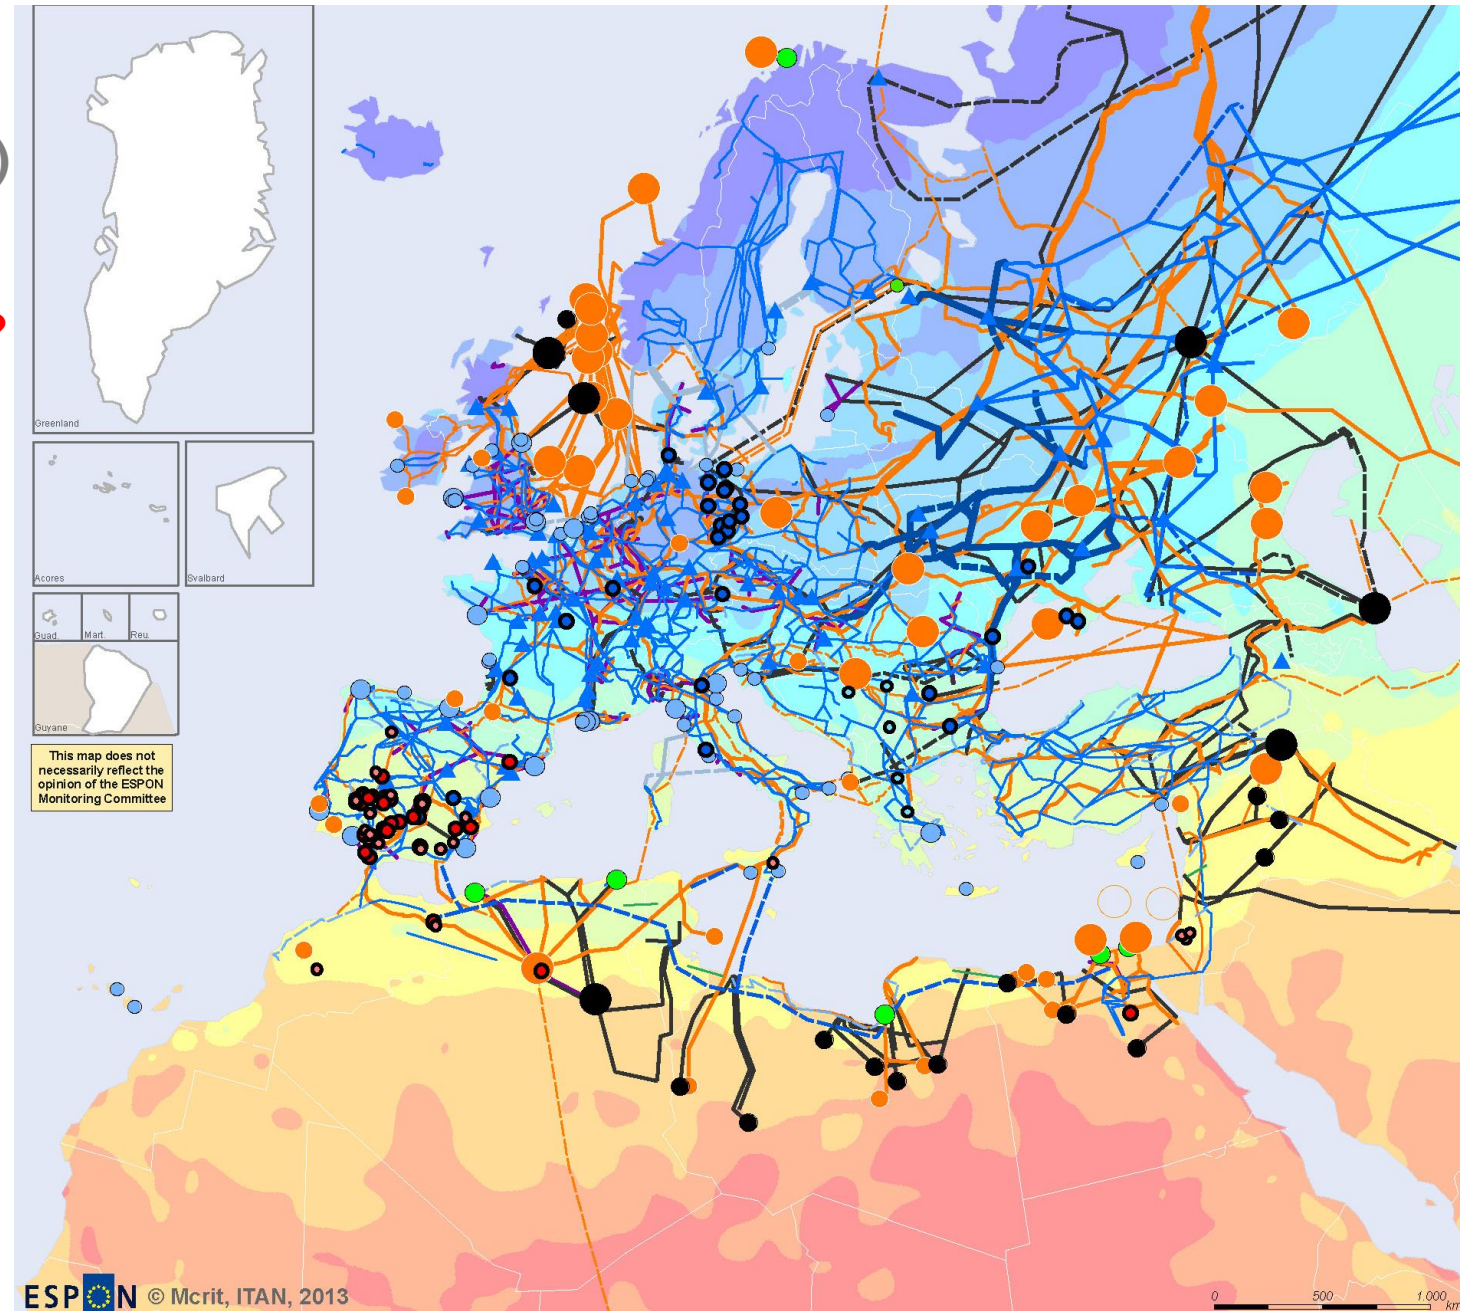 Greenland
Acores
Svalbard
Guad.
Mart.
Reu.
Guyane
This map does not
necessarily reflect the
opinion of the ESPON
Monitoring Committee
ESPON © Mcrit, ITAN, 2013
0 500 1.000
km